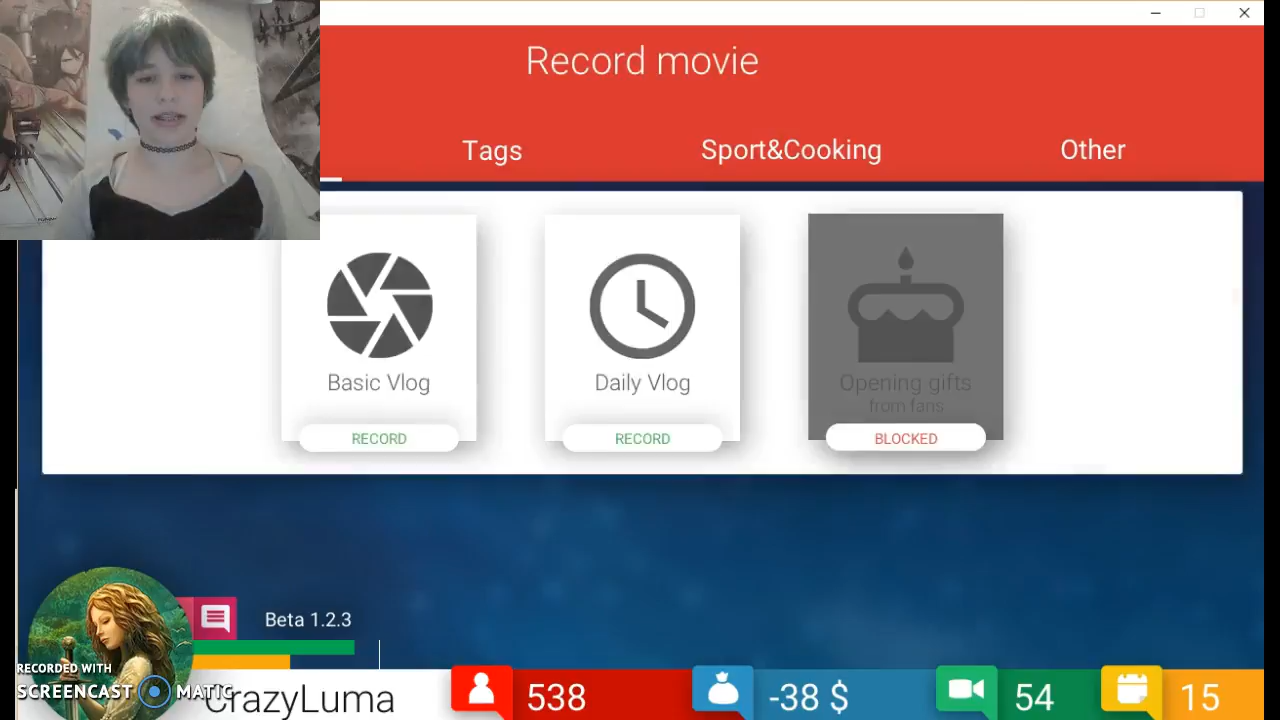 Record movie
Tags
Sport&Cooking
Other
Basic Vlog
RECORD
Daily Vlog
RECORD
Opening gifts
from fans
BLOCKED
Beta 1.2.3
RECORDED WITH
SCREENCAST MATIC
CrazyLuma
538
-38 $
54
15